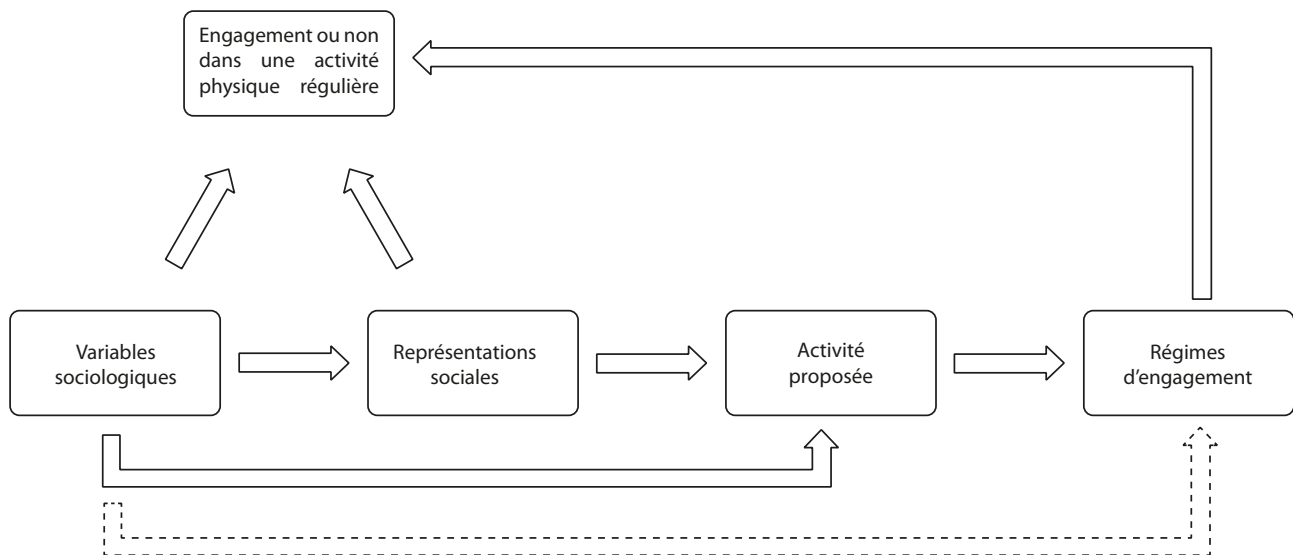 Engagement ou non
dans une activité
physique régulière
Variables
sociologiques
Représentations
sociales
Activité
proposée
Régimes
d'engagement